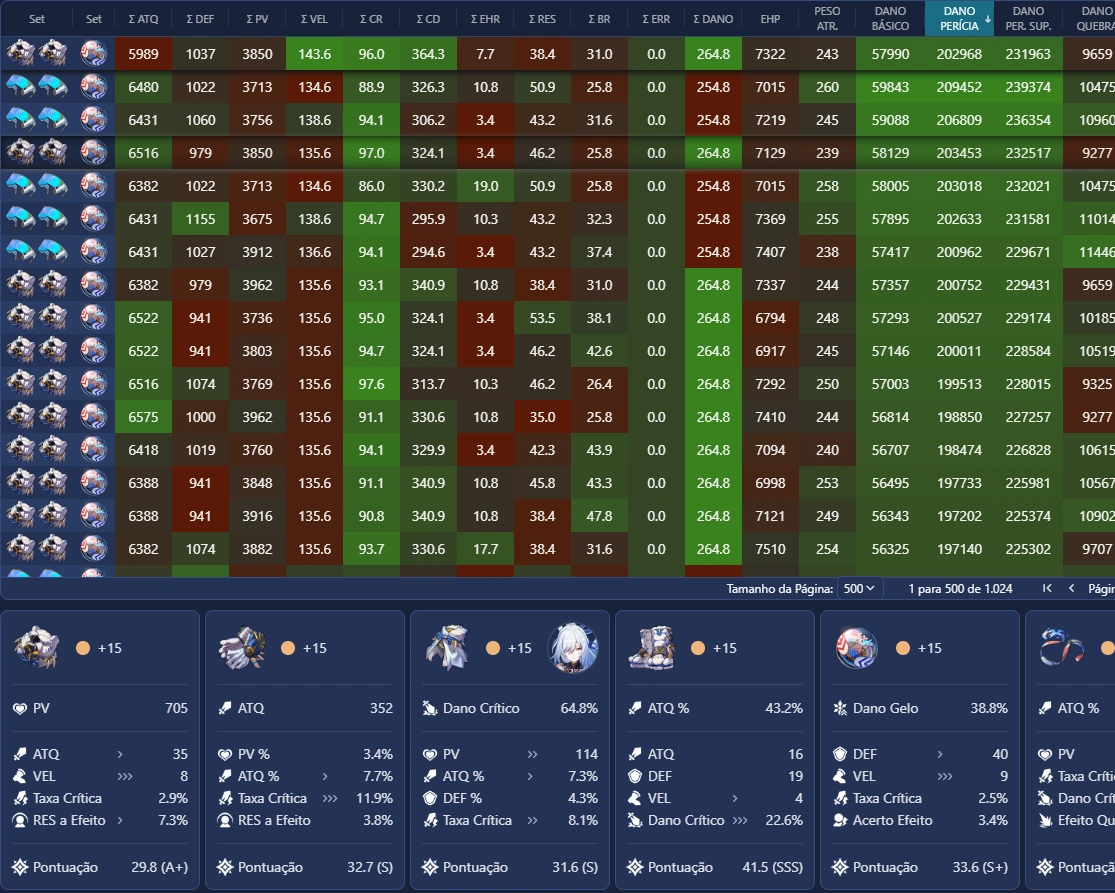 Set Set Σ ATQ Σ DEF Σ PV Σ VEL Σ CR Σ CD Σ EHR Σ RES Σ BR Σ ERR Σ DANO EHP PESO ATR. DANO BÁSICO DANO PERÍCIA ↓ DANO PER. SUP. DANO QUEBRA
5989 1037 3850 143.6 96.0 364.3 7.7 38.4 31.0 0.0 264.8 7322 243 57990 202968 231963 9659
6480 1022 3713 134.6 88.9 326.3 10.8 50.9 25.8 0.0 254.8 7015 260 59843 209452 239374 10475
6431 1060 3756 138.6 94.1 306.2 3.4 43.2 31.6 0.0 254.8 7219 245 59088 206809 236354 10960
6516 979 3850 135.6 97.0 324.1 3.4 46.2 25.8 0.0 264.8 7129 239 58129 203453 232517 9277
6382 1022 3713 134.6 86.0 330.2 19.0 50.9 25.8 0.0 254.8 7015 258 58005 203018 232021 10475
6431 1155 3675 138.6 94.7 295.9 10.3 43.2 32.3 0.0 254.8 7369 255 57895 202633 231581 11014
6431 1027 3912 136.6 94.1 294.6 3.4 43.2 37.4 0.0 254.8 7407 238 57417 200962 229671 11446
6382 979 3962 135.6 93.1 340.9 10.8 38.4 31.0 0.0 264.8 7337 244 57357 200752 229431 9659
6522 941 3736 135.6 95.0 324.1 3.4 53.5 38.1 0.0 264.8 6794 248 57293 200527 229174 10185
6522 941 3803 135.6 94.7 324.1 3.4 46.2 42.6 0.0 264.8 6917 245 57146 200011 228584 10519
6516 1074 3769 135.6 97.6 313.7 10.3 46.2 26.4 0.0 264.8 7292 250 57003 199513 228015 9325
6575 1000 3962 135.6 91.1 330.6 10.8 35.0 25.8 0.0 264.8 7410 244 56814 198850 227257 9277
6418 1019 3760 135.6 94.1 329.9 3.4 42.3 43.9 0.0 264.8 7094 240 56707 198474 226828 10615
6388 941 3848 135.6 91.1 340.9 10.8 45.8 43.3 0.0 264.8 6998 253 56495 197733 225981 10567
6388 941 3916 135.6 90.8 340.9 10.8 38.4 47.8 0.0 264.8 7121 249 56343 197202 225374 10902
6382 1074 3882 135.6 93.7 330.6 17.7 38.4 31.6 0.0 264.8 7510 254 56325 197140 225302 9707
Tamanho da Página: 500 1 para 500 de 1.024 Págin
+15
PV 705
ATQ 35
VEL 8
Taxa Crítica 2.9%
RES a Efeito 7.3%
Pontuação 29.8 (A+)
+15
ATQ 352
PV % 3.4%
ATQ % 7.7%
Taxa Crítica 11.9%
RES a Efeito 3.8%
Pontuação 32.7 (S)
+15
Dano Crítico 64.8%
PV 114
ATQ % 7.3%
DEF % 4.3%
Taxa Crítica 8.1%
Pontuação 31.6 (S)
+15
ATQ % 43.2%
ATQ 16
DEF 19
VEL 4
Dano Crítico 22.6%
Pontuação 41.5 (SSS)
+15
Dano Gelo 38.8%
DEF 40
VEL 9
Taxa Crítica 2.5%
Acerto Efeito 3.4%
Pontuação 33.6 (S+)
ATQ %
PV
Taxa Crític
Dano Crít
Efeito Qu
Pontuaç